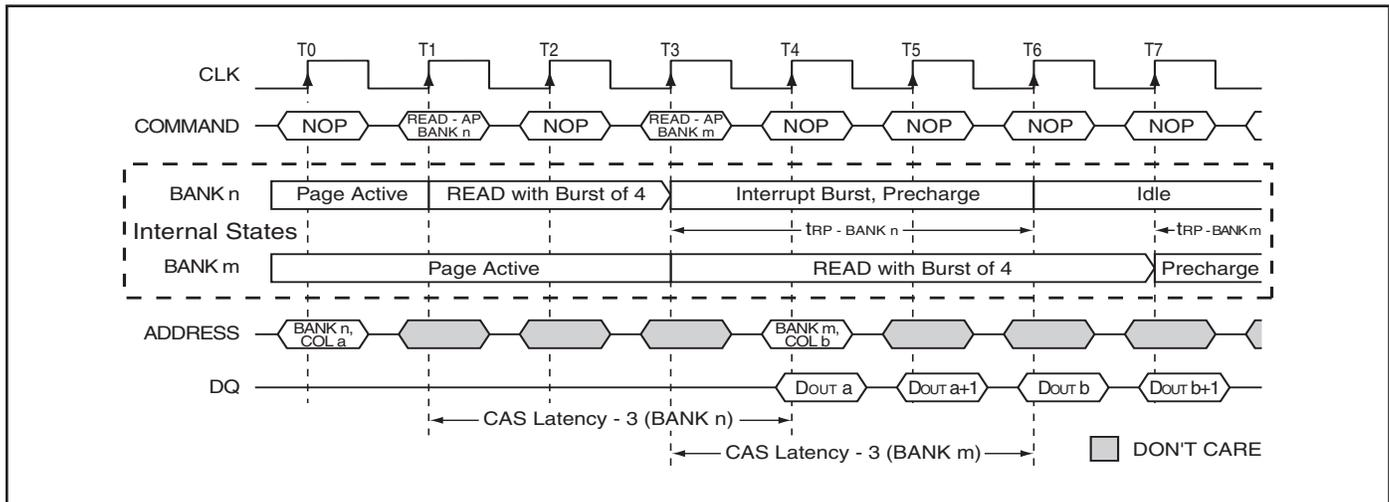 T0 T1 T2 T3 T4 T5 T6 T7
CLK
COMMAND NOP READ - AP BANK n NOP READ - AP BANK m NOP NOP NOP NOP
BANK n Page Active READ with Burst of 4 Interrupt Burst, Precharge Idle
Internal States tRP - BANK n tRP - BANK m
BANK m Page Active READ with Burst of 4 Precharge
ADDRESS BANK n, COL a BANK m, COL b
DQ DOUT a DOUT a+1 DOUT b DOUT b+1
CAS Latency - 3 (BANK n)
CAS Latency - 3 (BANK m)
DON'T CARE